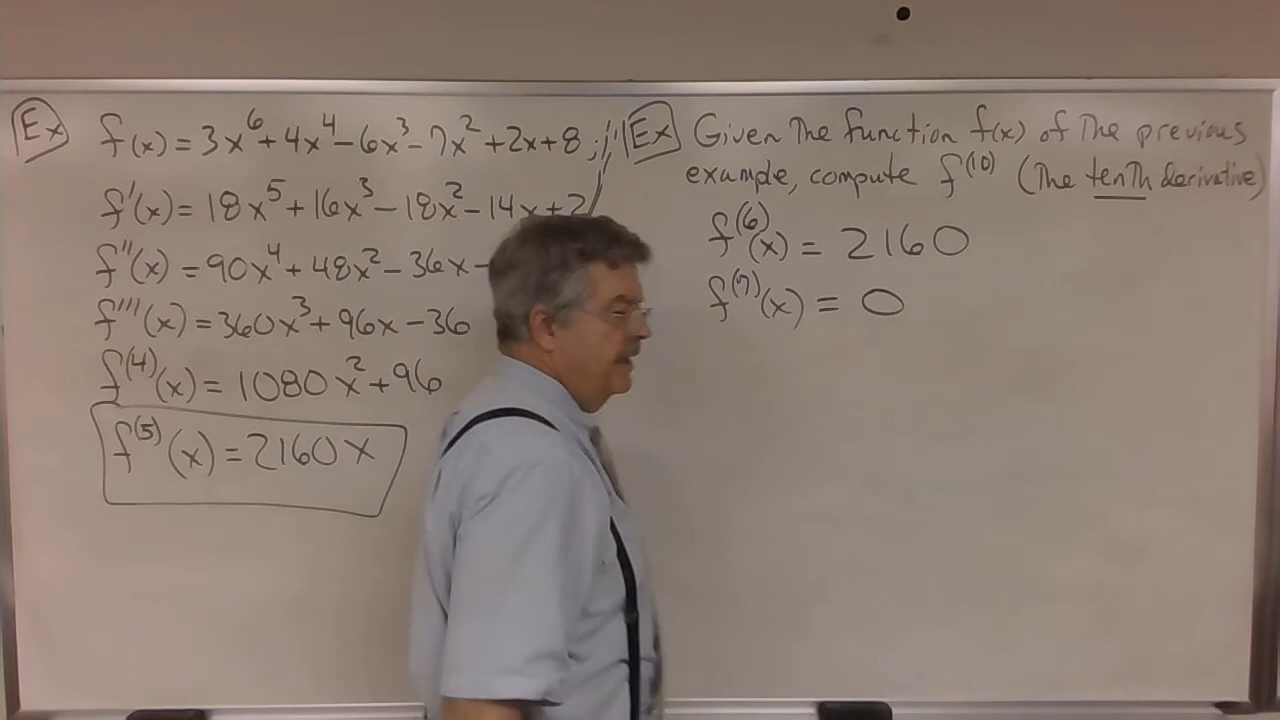 Ex f(x) = 3x⁶ + 4x⁴ − 6x³ − 7x² + 2x + 8 ;
f'(x) = 18x⁵ + 16x³ − 18x² − 14x + 2
f''(x) = 90x⁴ + 48x² − 36x −
f'''(x) = 360x³ + 96x − 36
f⁽⁴⁾(x) = 1080x² + 96
f⁽⁵⁾(x) = 2160x
Ex Given The function f(x) of The previous
example, compute f⁽¹⁰⁾ (The tenth derivative)
f⁽⁶⁾(x) = 2160
f⁽⁷⁾(x) = 0